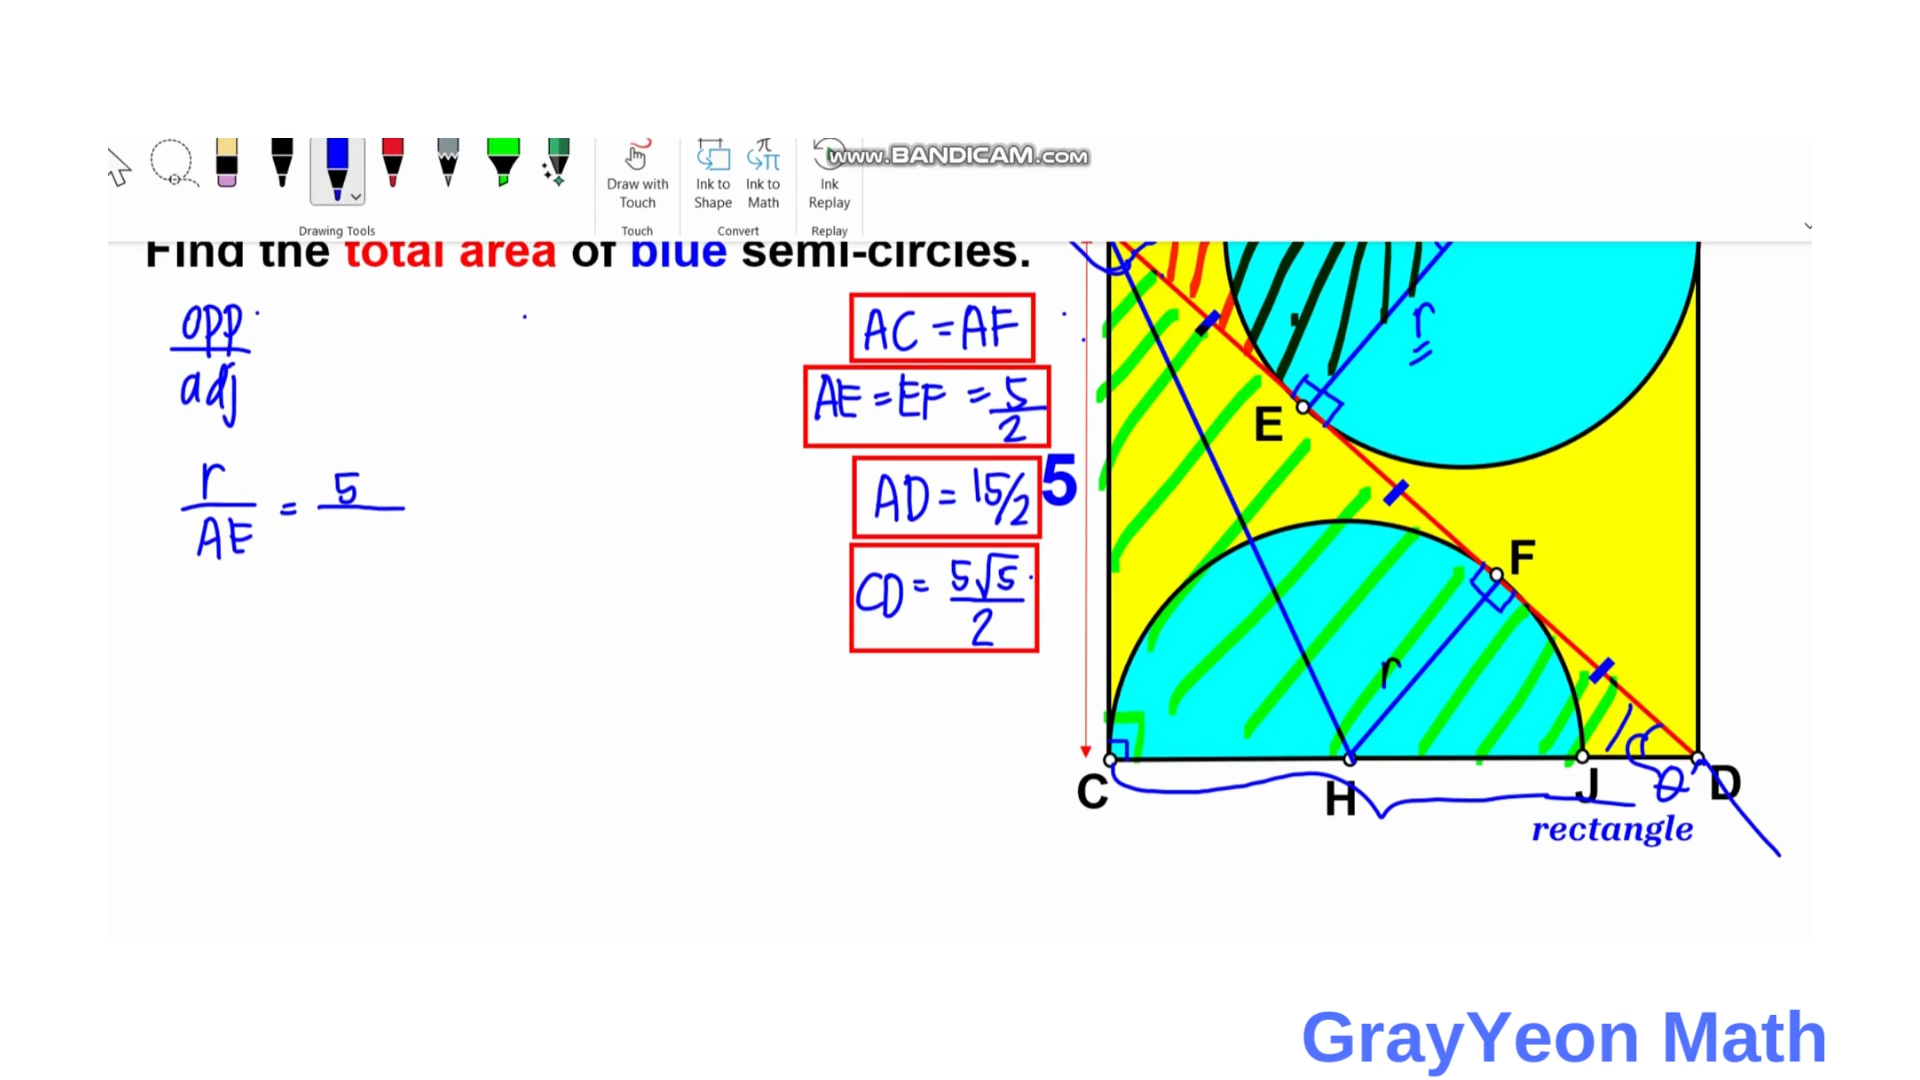 www.BANDICAM.com
Draw with Touch
Ink to Shape
Ink to Math
Ink Replay
Drawing Tools
Touch
Convert
Replay
Find the total area of blue semi-circles.
opp
adj
r
AE
=
5
AC = AF
AE = EF = 5/2
AD = 15/2
CD = 5√5/2
5
r
E
F
r
C
H
J
θ
D
rectangle
GrayYeon Math